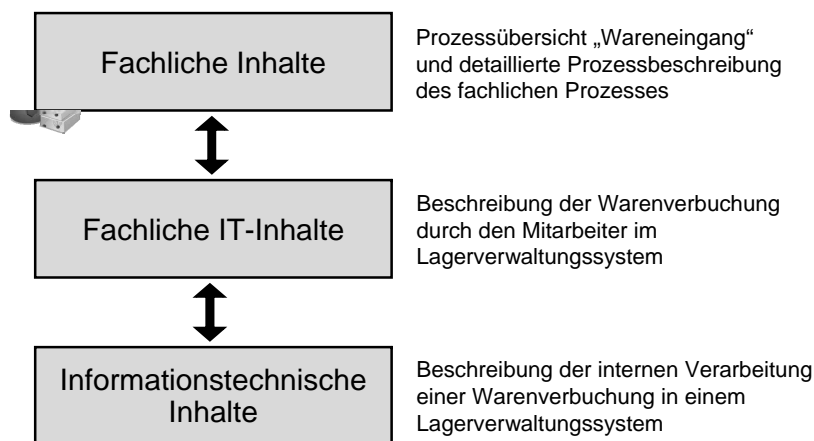 Fachliche Inhalte
Prozessübersicht „Wareneingang“
und detaillierte Prozessbeschreibung
des fachlichen Prozesses
Fachliche IT-Inhalte
Beschreibung der Warenverbuchung
durch den Mitarbeiter im
Lagerverwaltungssystem
Informationstechnische
Inhalte
Beschreibung der internen Verarbeitung
einer Warenverbuchung in einem
Lagerverwaltungssystem